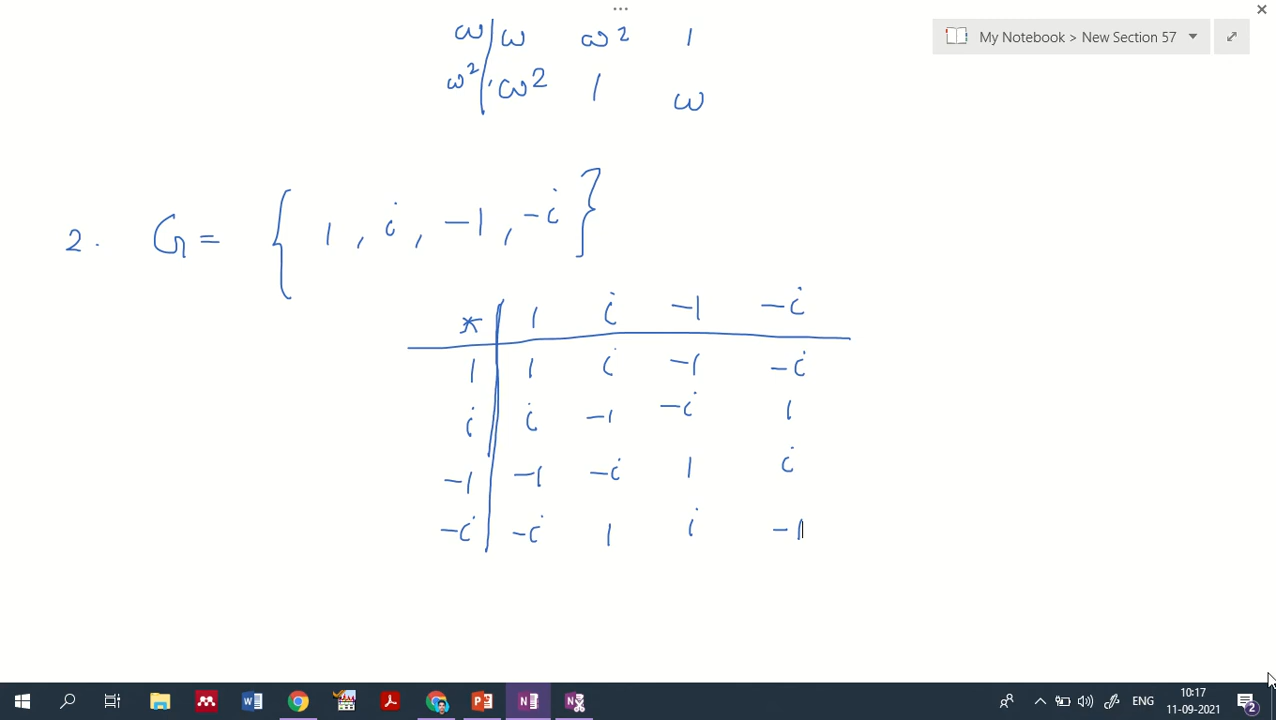 ...
My Notebook > New Section 57
ω | ω ω² 1
ω² | ω² 1 ω
2. G = { 1, i, -1, -i }
* | 1 i -1 -i
1 | 1 i -1 -i
i | i -1 -i 1
-1 | -1 -i 1 i
-i | -i 1 i -1
ENG
10:17
11-09-2021
2